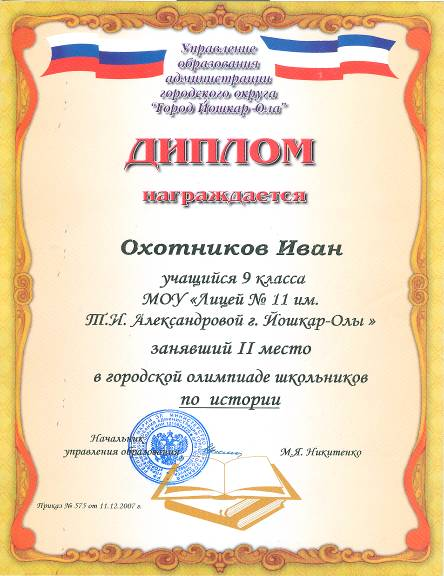 Управление
образования
администрации
городского округа
"Город Йошкар-Ола"
ДИПЛОМ
награждается
Охотников Иван
учащийся 9 класса
МОУ «Лицей № 11 им.
Т.И. Александровой г. Йошкар-Олы »
занявший II место
в городской олимпиаде школьников
по истории
Начальник
управления образования М.Я. Никитенко
Приказ № 575 от 11.12.2007 г.